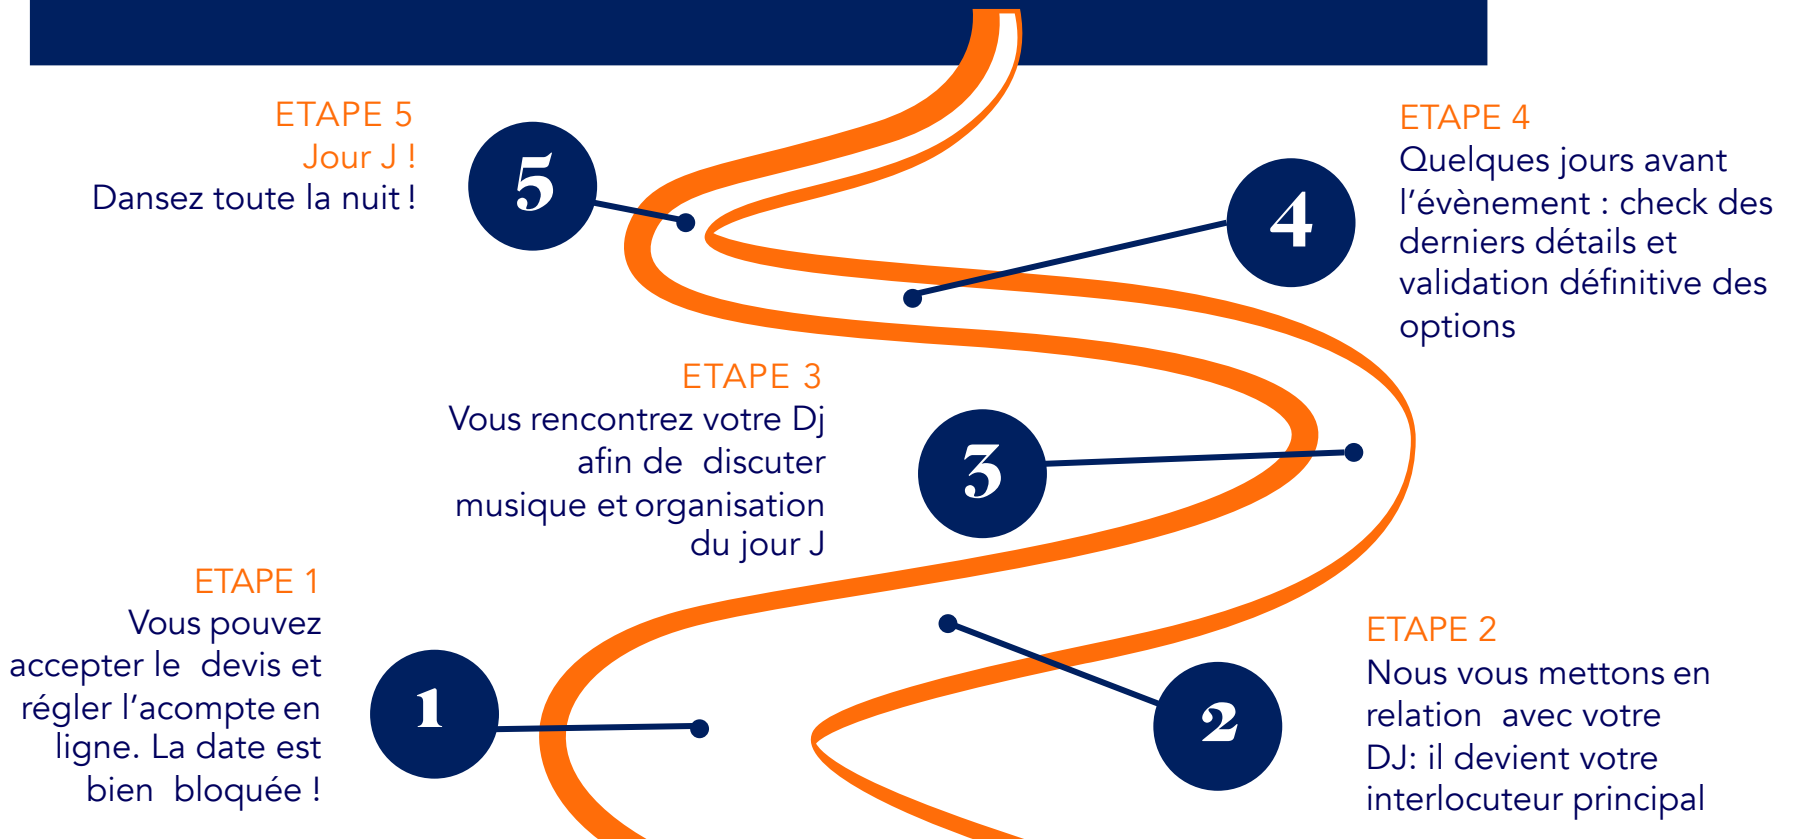 ETAPE 5
Jour J !
Dansez toute la nuit !
5
ETAPE 4
Quelques jours avant
l’évènement : check des
derniers détails et
validation définitive des
options
4
ETAPE 3
Vous rencontrez votre Dj
afin de discuter
musique et organisation
du jour J
3
ETAPE 1
Vous pouvez
accepter le devis et
régler l’acompte en
ligne. La date est
bien bloquée !
1
ETAPE 2
Nous vous mettons en
relation avec votre
DJ: il devient votre
interlocuteur principal
2